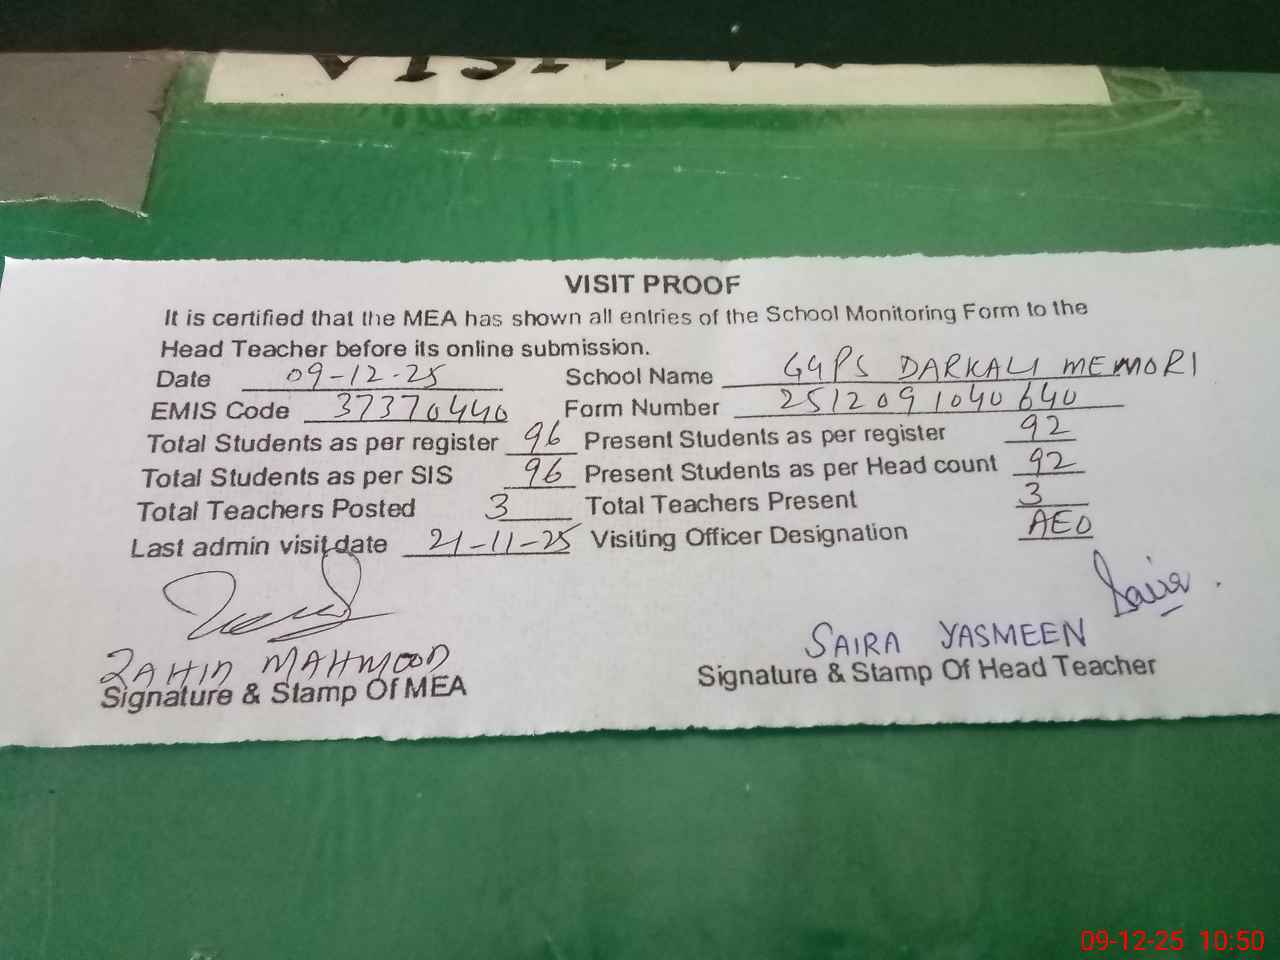 VISIT PROOF
It is certified that the MEA has shown all entries of the School Monitoring Form to the
Head Teacher before its online submission.
Date 09-12-25 School Name GGPS DARKALI MEMORI
EMIS Code 37370440 Form Number 2512091040640
Total Students as per register 96 Present Students as per register 92
Total Students as per SIS 96 Present Students as per Head count 92
Total Teachers Posted 3 Total Teachers Present 3
Last admin visit date 21-11-25 Visiting Officer Designation AEO
Saira
ZAHID MAHMOOD SAIRA YASMEEN
Signature & Stamp Of MEA Signature & Stamp Of Head Teacher
09-12-25 10:50